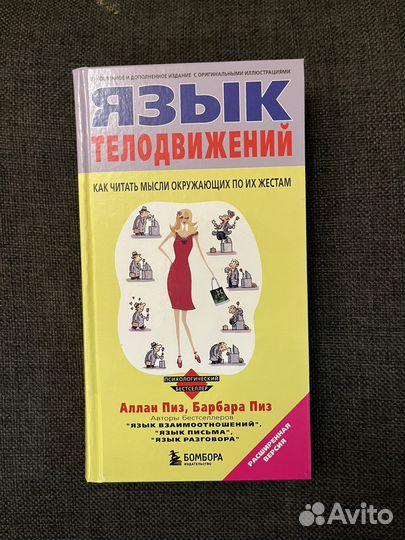 ПОЛНОЕ И ДОПОЛНЕННОЕ ИЗДАНИЕ С ОРИГИНАЛЬНЫМИ ИЛЛЮСТРАЦИЯМИ
ЯЗЫК
ТЕЛОДВИЖЕНИЙ
КАК ЧИТАТЬ МЫСЛИ ОКРУЖАЮЩИХ ПО ИХ ЖЕСТАМ
ПСИХОЛОГИЧЕСКИЙ
БЕСТСЕЛЛЕР
Аллан Пиз, Барбара Пиз
Авторы бестселлеров
"ЯЗЫК ВЗАИМООТНОШЕНИЙ",
"ЯЗЫК ПИСЬМА",
"ЯЗЫК РАЗГОВОРА"
БОМБОРА
ИЗДАТЕЛЬСТВО
РАСШИРЕННАЯ
ВЕРСИЯ
Avito